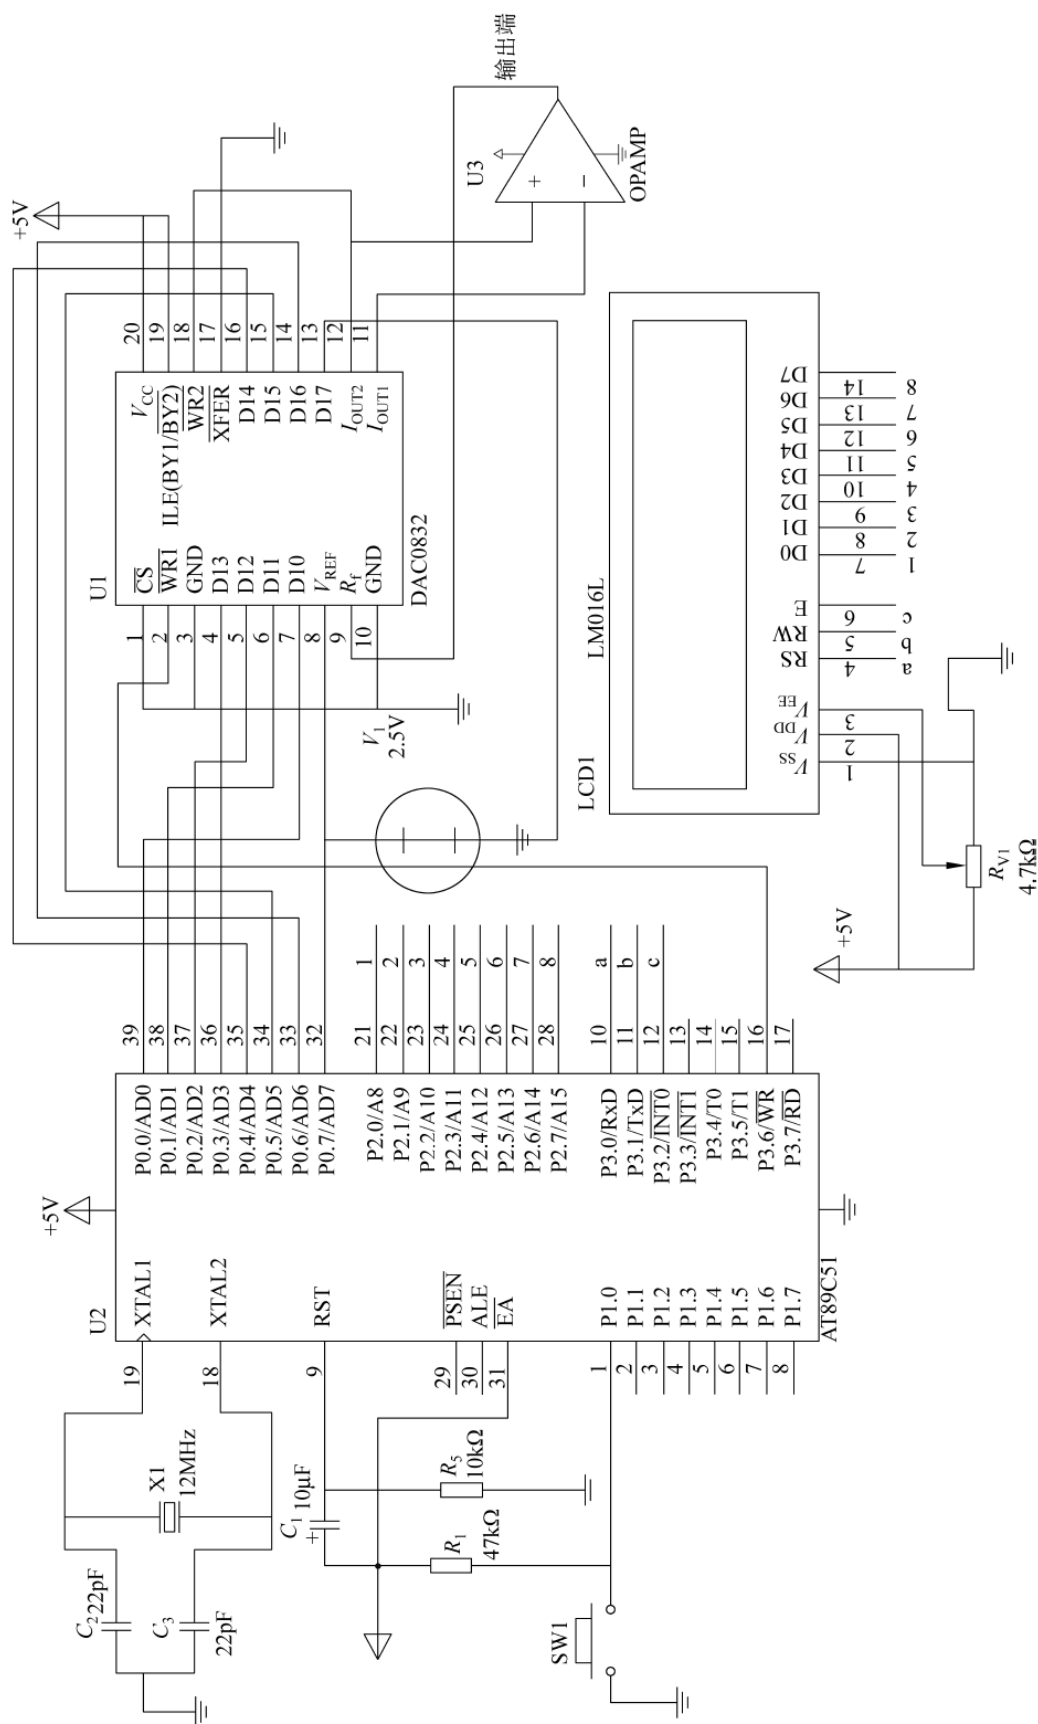 U2
19
XTAL1
18
XTAL2
9
RST
29
PSEN
30
ALE
31
EA
1
P1.0
2
P1.1
3
P1.2
4
P1.3
5
P1.4
6
P1.5
7
P1.6
8
P1.7
AT89C51
+5V
P0.0/AD0
39
P0.1/AD1
38
P0.2/AD2
37
P0.3/AD3
36
P0.4/AD4
35
P0.5/AD5
34
P0.6/AD6
33
P0.7/AD7
32
P2.0/A8
21
1
P2.1/A9
22
2
P2.2/A10
23
3
P2.3/A11
24
4
P2.4/A12
25
5
P2.5/A13
26
6
P2.6/A14
27
7
P2.7/A15
28
8
P3.0/RxD
10
a
P3.1/TxD
11
b
P3.2/INT0
12
c
P3.3/INT1
13
P3.4/T0
14
P3.5/T1
15
P3.6/WR
16
P3.7/RD
17
C2
22pF
C3
22pF
X1
12MHz
C1
10μF
+
R5
10kΩ
R1
47kΩ
SW1
U1
1
CS
2
WR1
3
GND
4
D13
5
D12
6
D11
7
D10
8
VREF
9
Rf
10
GND
DAC0832
VCC
20
ILE(BY1/BY2)
19
WR2
18
XFER
17
D14
16
D15
15
D16
14
D17
13
IOUT2
12
IOUT1
11
+5V
V1
2.5V
U3
+
−
OPAMP
输出端
LCD1
LM016L
VSS
1
VDD
2
VEE
3
RS
4
a
RW
5
b
E
6
c
D0
7
1
D1
8
2
D2
9
3
D3
10
4
D4
11
5
D5
12
6
D6
13
7
D7
14
8
+5V
RV1
4.7kΩ